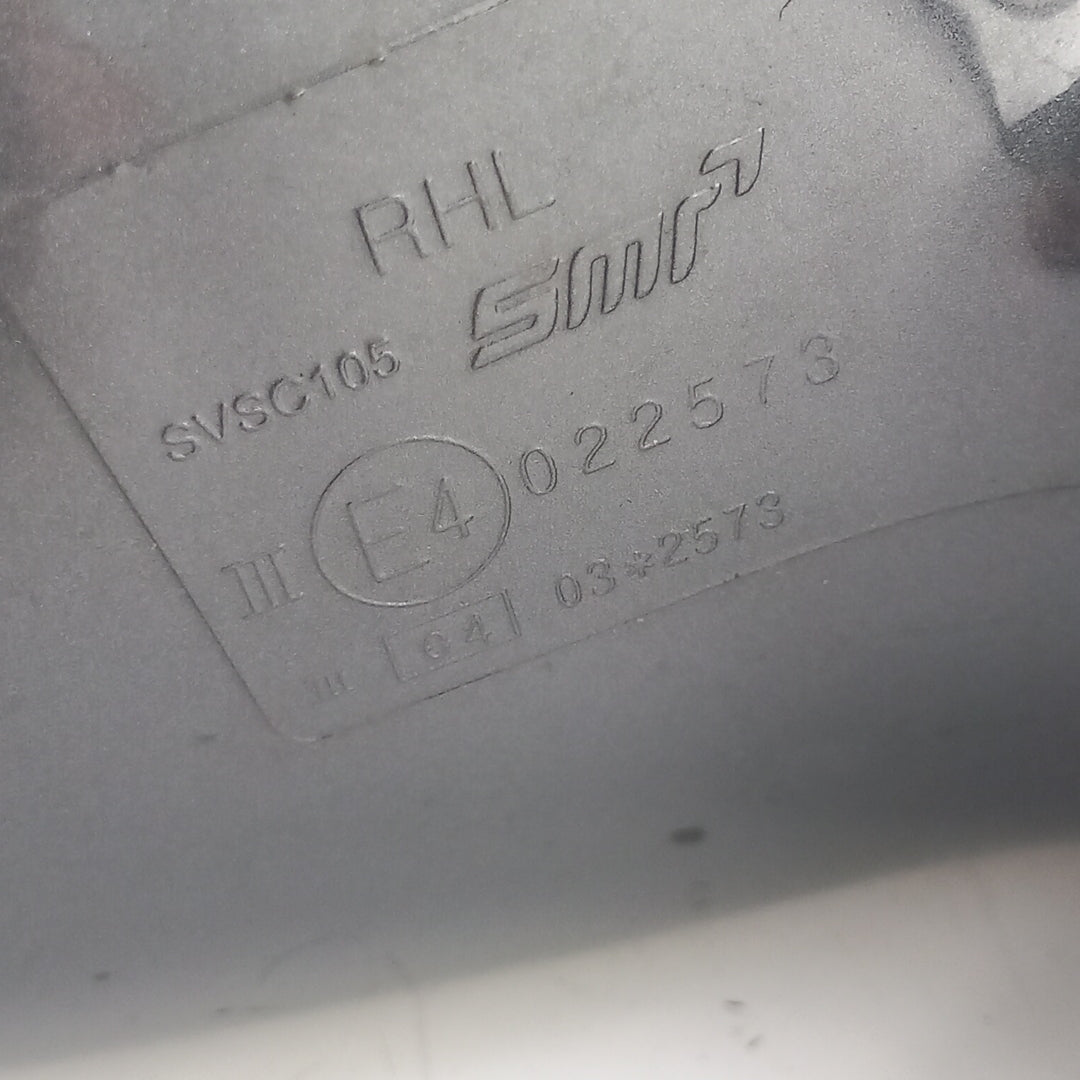 RHL
smr
SVSC105
III E4 022573
III 04 03*2573